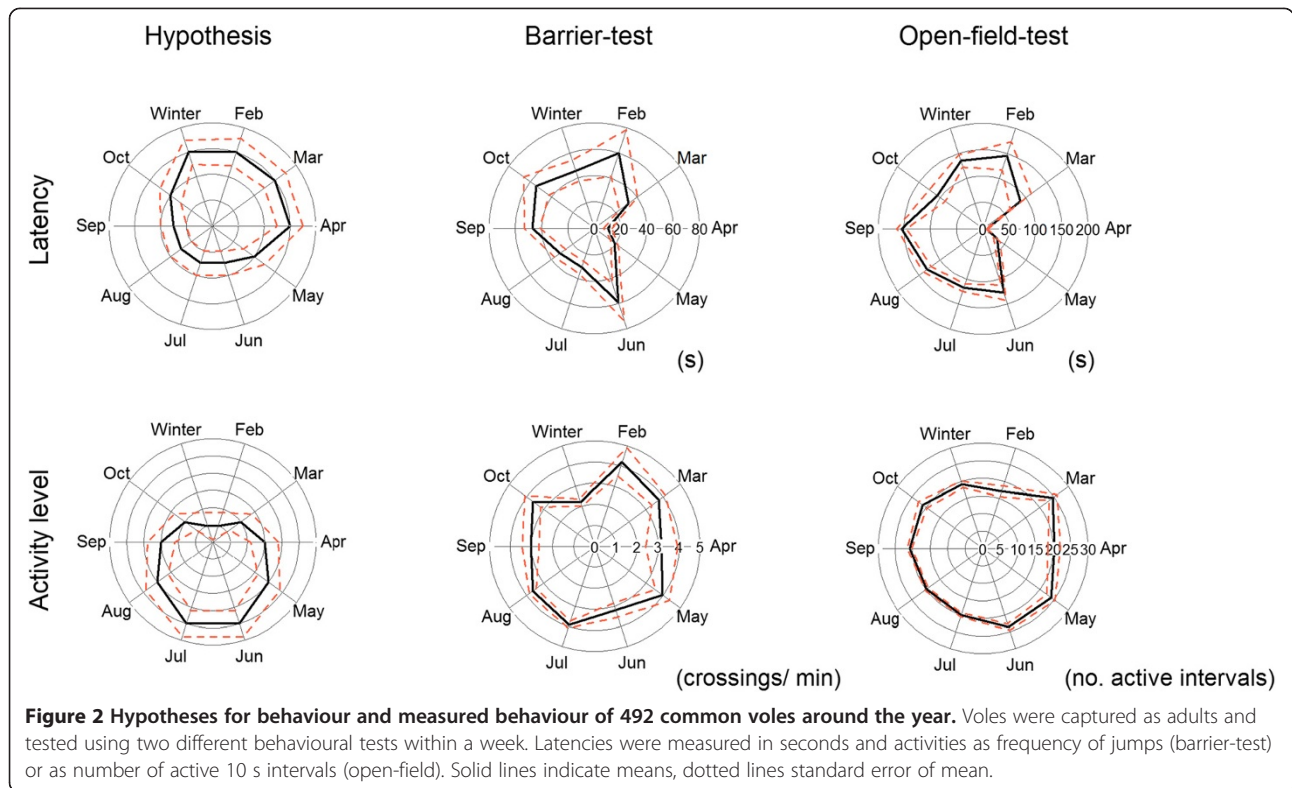 Hypothesis Barrier-test Open-field-test
Latency
Winter Feb
Oct Mar
Sep Apr
Aug May
Jul Jun
Winter Feb
Oct Mar
Sep 0 20 40 60 80 Apr
Aug May
Jul Jun
(s)
Winter Feb
Oct Mar
Sep 0 50 100 150 200 Apr
Aug May
Jul Jun
(s)
Activity level
Winter Feb
Oct Mar
Sep Apr
Aug May
Jul Jun
Winter Feb
Oct Mar
Sep 0 1 2 3 4 5 Apr
Aug May
Jul Jun
(crossings/ min)
Winter Feb
Oct Mar
Sep 0 5 10 15 20 25 30 Apr
Aug May
Jul Jun
(no. active intervals)
Figure 2 Hypotheses for behaviour and measured behaviour of 492 common voles around the year. Voles were captured as adults and
tested using two different behavioural tests within a week. Latencies were measured in seconds and activities as frequency of jumps (barrier-test)
or as number of active 10 s intervals (open-field). Solid lines indicate means, dotted lines standard error of mean.